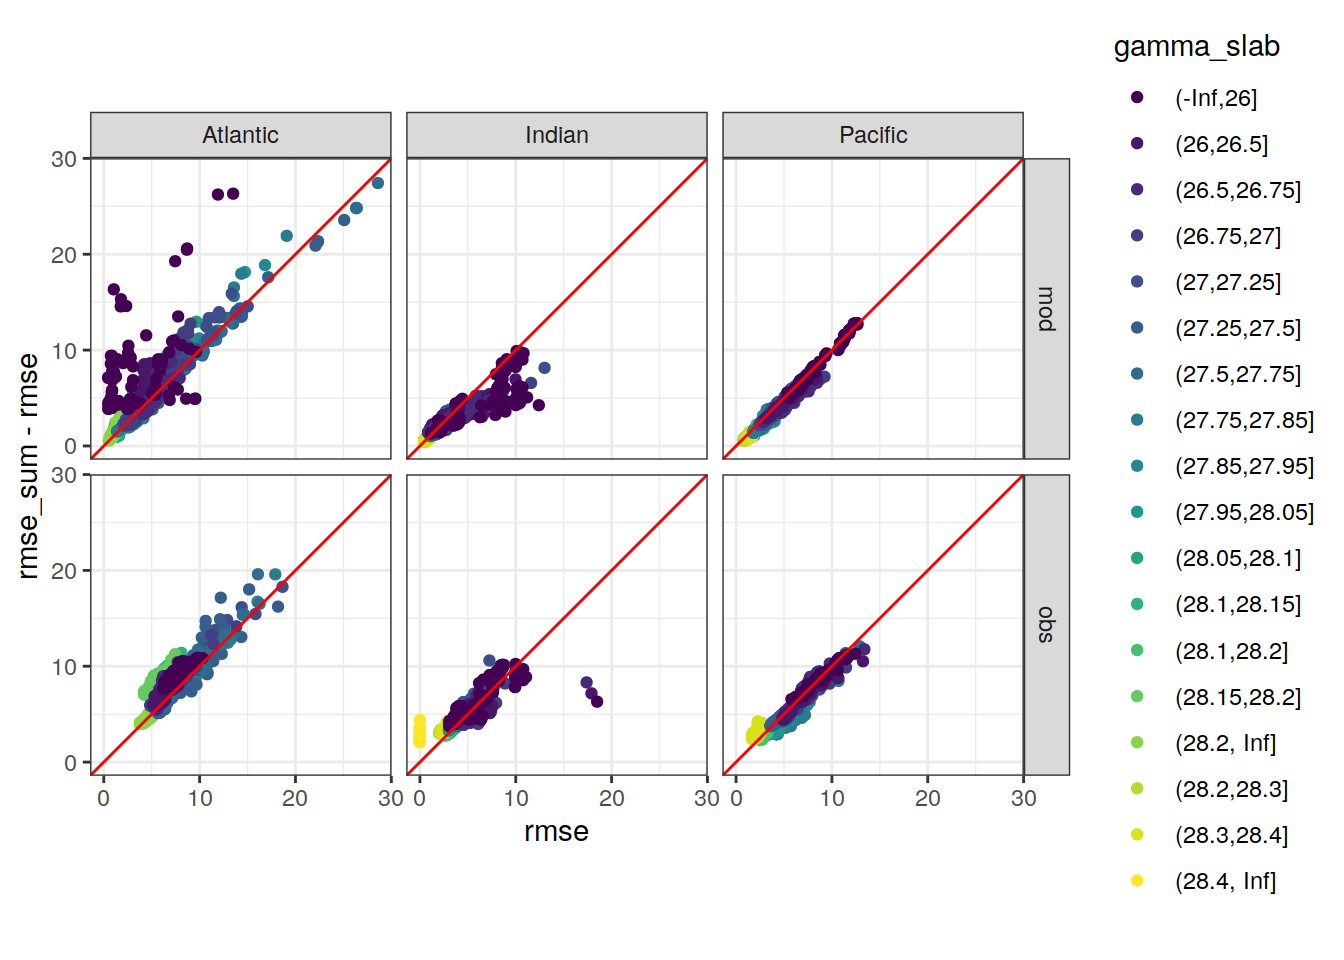 gamma_slab
(-Inf,26]
(26,26.5]
(26.5,26.75]
(26.75,27]
(27,27.25]
(27.25,27.5]
(27.5,27.75]
(27.75,27.85]
(27.85,27.95]
(27.95,28.05]
(28.05,28.1]
(28.1,28.15]
(28.1,28.2]
(28.15,28.2]
(28.2, Inf]
(28.2,28.3]
(28.3,28.4]
(28.4, Inf]
Atlantic
Indian
Pacific
mod
obs
30
20
10
0
30
20
10
0
rmse_sum - rmse
0 10 20 30
0 10 20 30
0 10 20 30
rmse